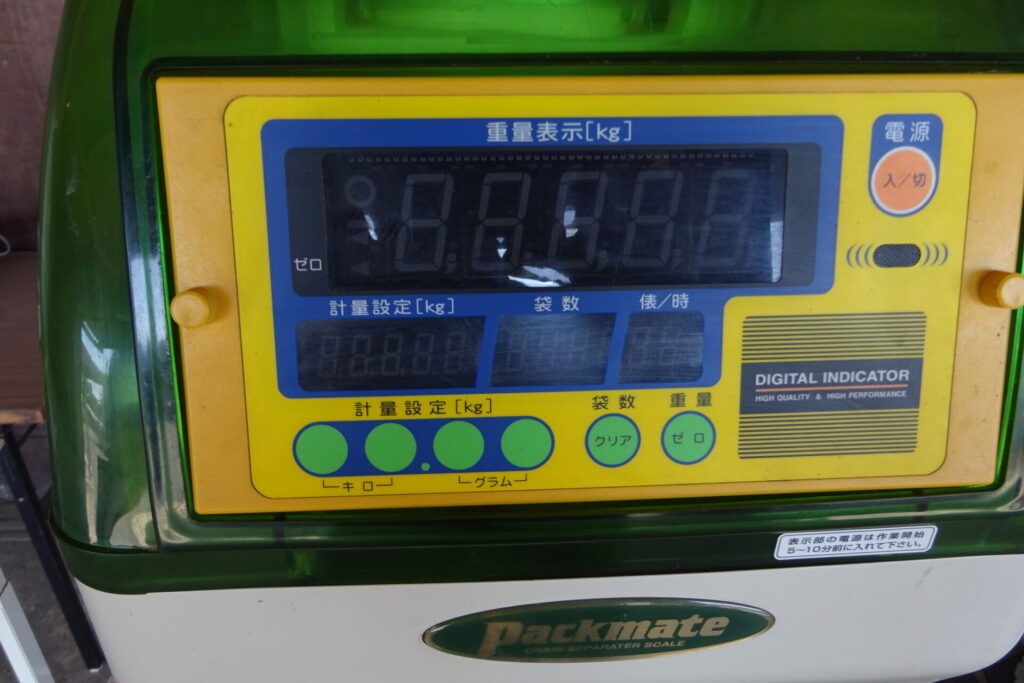 重量表示[kg]
電源
入／切
ゼロ
計量設定[kg]
袋数
俵／時
DIGITAL INDICATOR
HIGH QUALITY & HIGH PERFORMANCE
計量設定[kg]
袋数
重量
クリア
ゼロ
キロ
グラム
表示部の電源は作業開始
5～10分前に入れて下さい。
Packmate
GRAIN SEPARATER SCALE